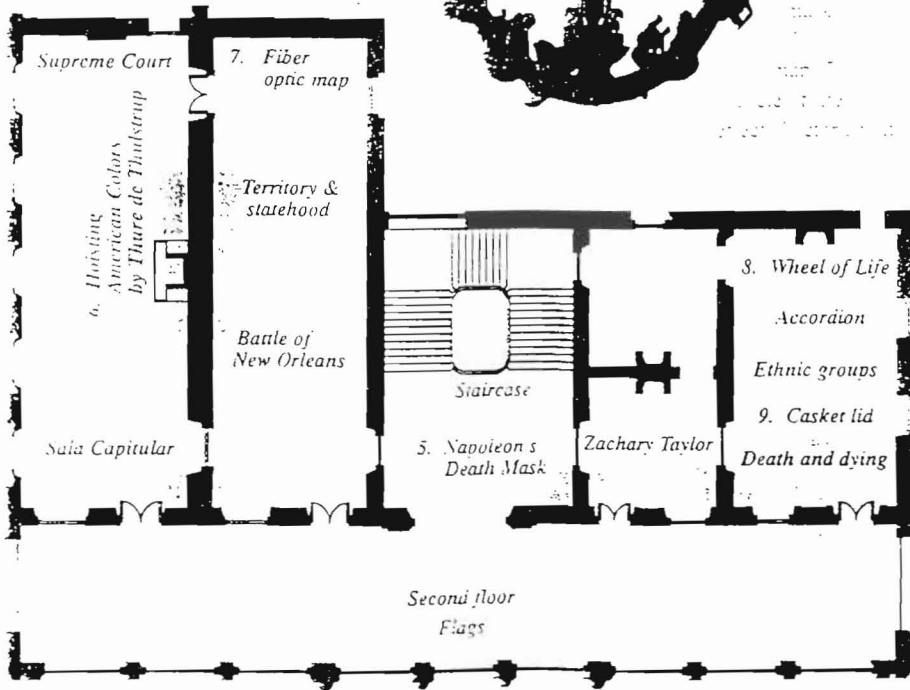 Supreme Court
6. Hoisting
American Colors
by Thure de Thulstrup
Sala Capitular
7. Fiber
optic map
Territory &
statehood
Battle of
New Orleans
Staircase
5. Napoleon's
Death Mask
Zachary Taylor
8. Wheel of Life
Accordion
Ethnic groups
9. Casket lid
Death and dying
Second floor
Flags